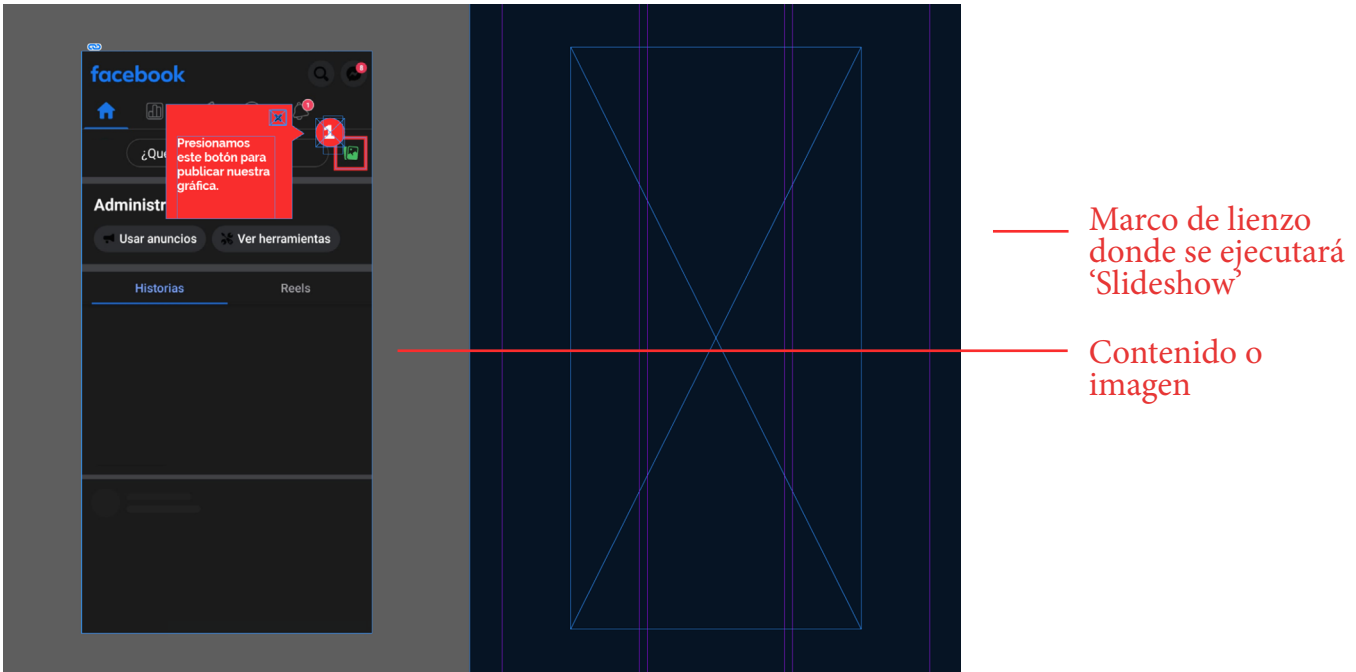 facebook
8
1
1
¿Qué
Presionamos
este botón para
publicar nuestra
gráfica.
Administr
Usar anuncios
Ver herramientas
Historias
Reels
Marco de lienzo
donde se ejecutará
‘Slideshow’
Contenido o
imagen